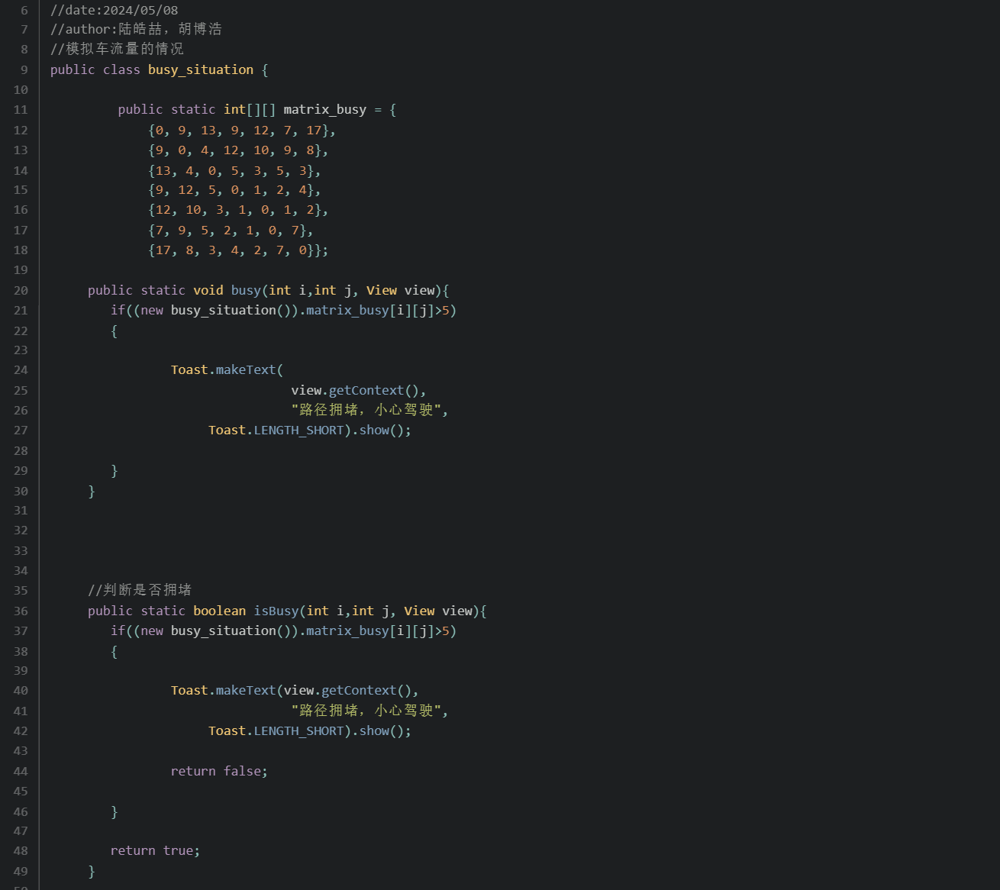 6 //date:2024/05/08
7 //author:陆皓喆，胡博浩
8 //模拟车流量的情况
9 public class busy_situation {
10
11 public static int[][] matrix_busy = {
12 {0, 9, 13, 9, 12, 7, 17},
13 {9, 0, 4, 12, 10, 9, 8},
14 {13, 4, 0, 5, 3, 5, 3},
15 {9, 12, 5, 0, 1, 2, 4},
16 {12, 10, 3, 1, 0, 1, 2},
17 {7, 9, 5, 2, 1, 0, 7},
18 {17, 8, 3, 4, 2, 7, 0}};
19
20 public static void busy(int i,int j, View view){
21 if((new busy_situation()).matrix_busy[i][j]>5)
22 {
23
24 Toast.makeText(
25 view.getContext(),
26 "路径拥堵，小心驾驶",
27 Toast.LENGTH_SHORT).show();
28
29 }
30 }
31
32
33
34
35 //判断是否拥堵
36 public static boolean isBusy(int i,int j, View view){
37 if((new busy_situation()).matrix_busy[i][j]>5)
38 {
39
40 Toast.makeText(view.getContext(),
41 "路径拥堵，小心驾驶",
42 Toast.LENGTH_SHORT).show();
43
44 return false;
45
46 }
47
48 return true;
49 }